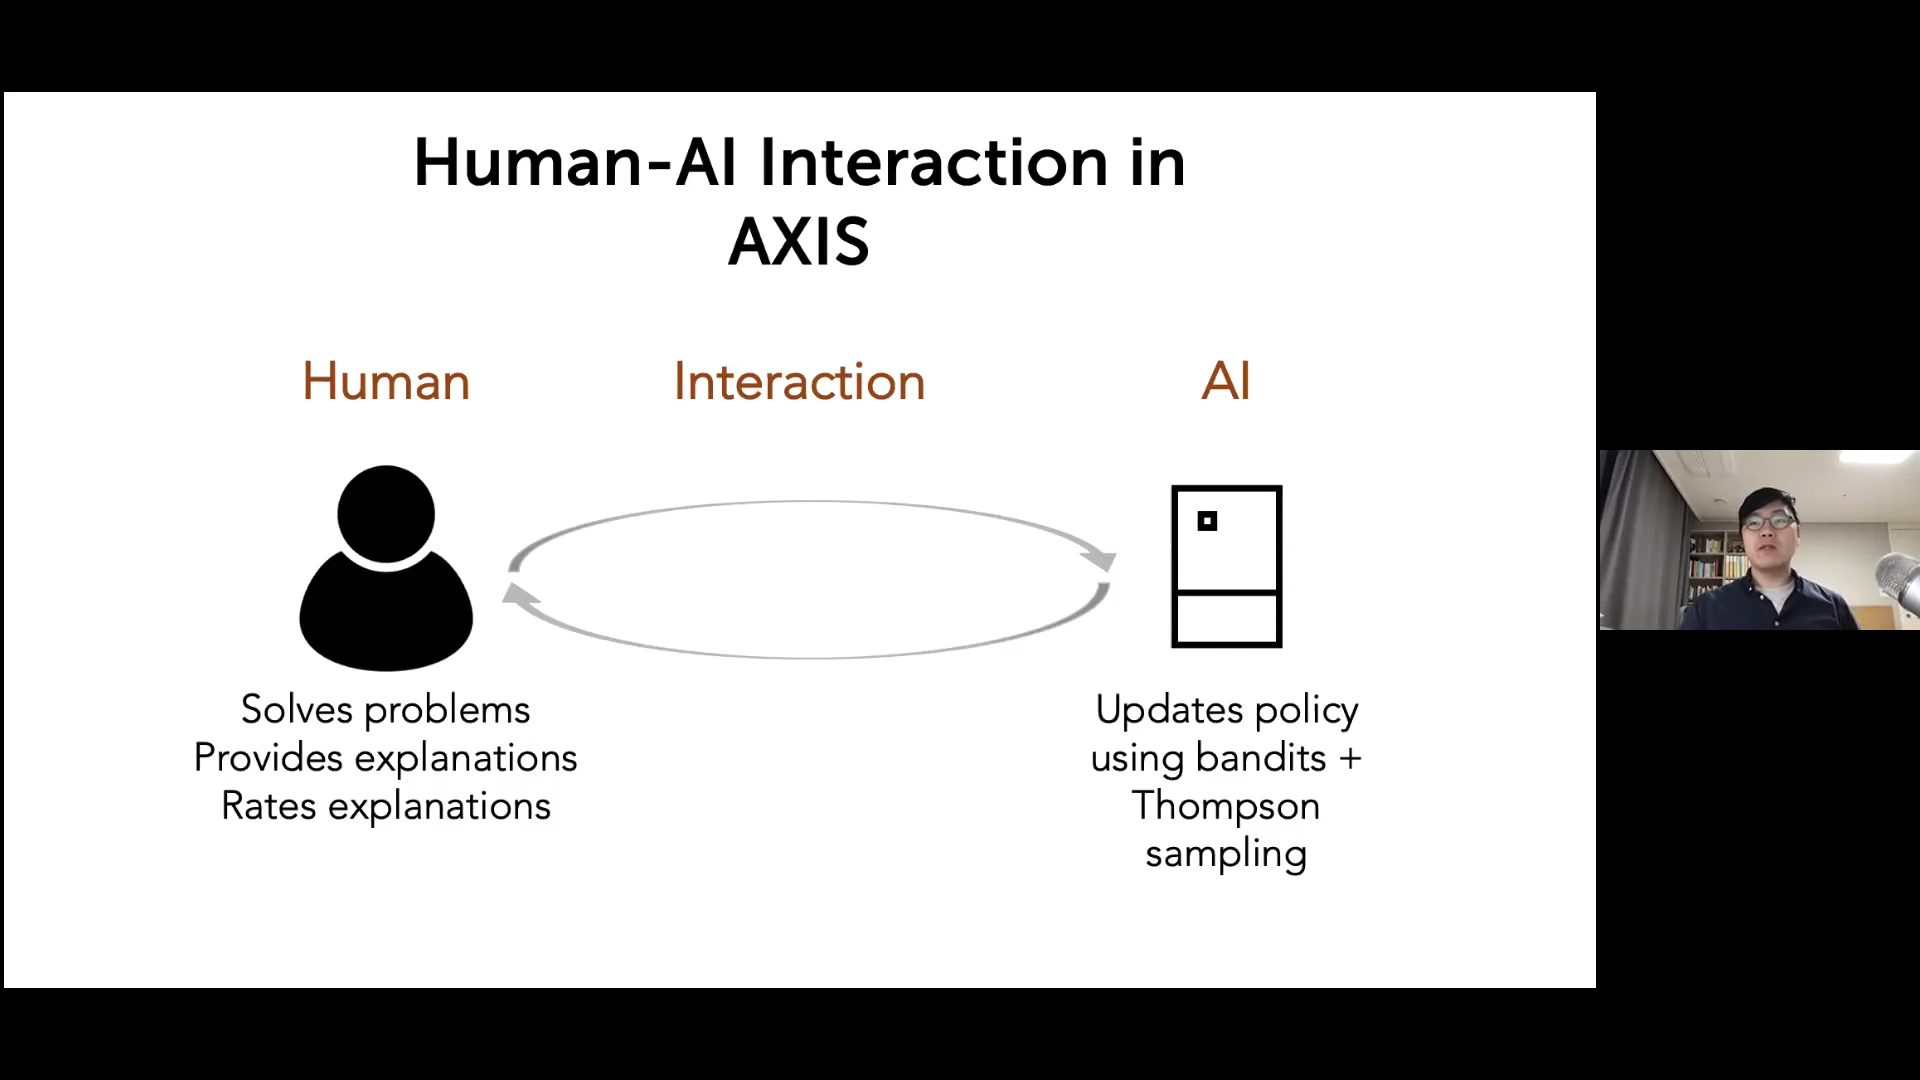 Human-AI Interaction in
AXIS
Human
Interaction
AI
Solves problems
Provides explanations
Rates explanations
Updates policy
using bandits +
Thompson
sampling